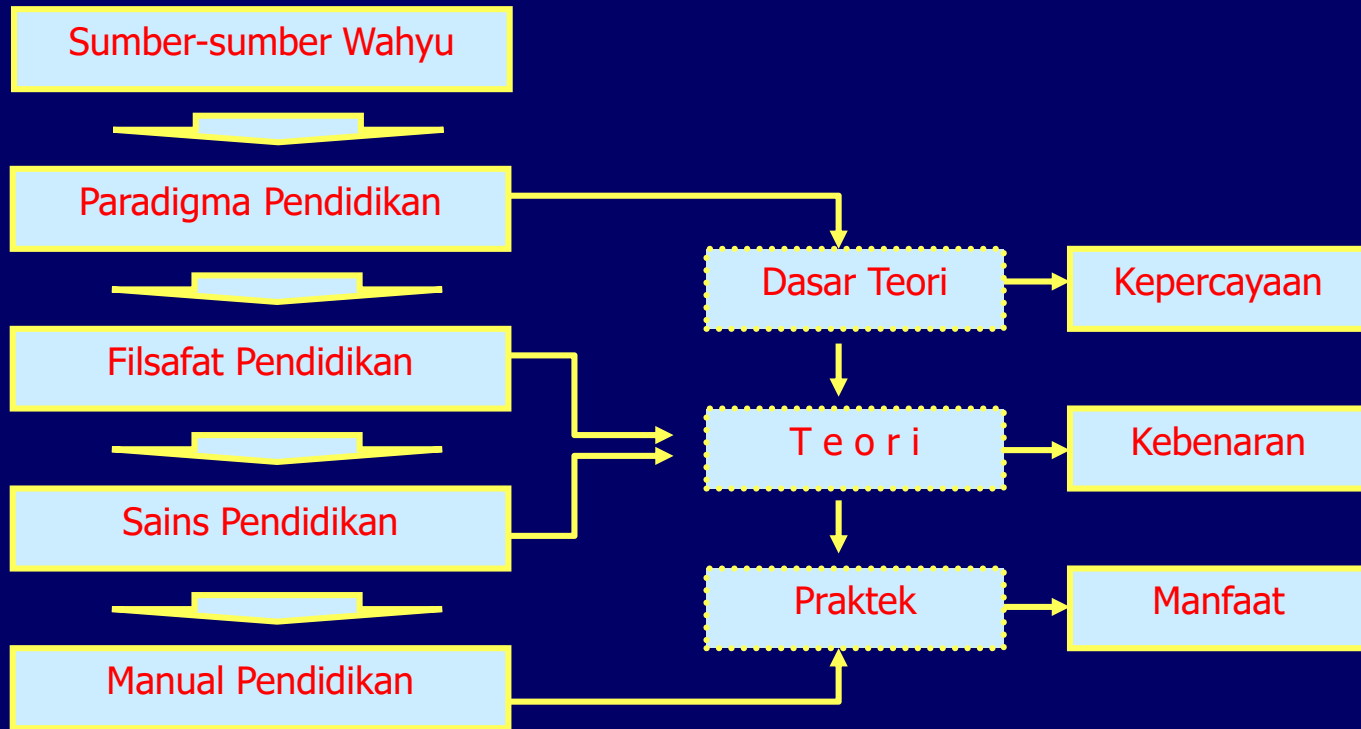 Sumber-sumber Wahyu
Paradigma Pendidikan
Dasar Teori
Kepercayaan
Filsafat Pendidikan
T e o r i
Kebenaran
Sains Pendidikan
Praktek
Manfaat
Manual Pendidikan